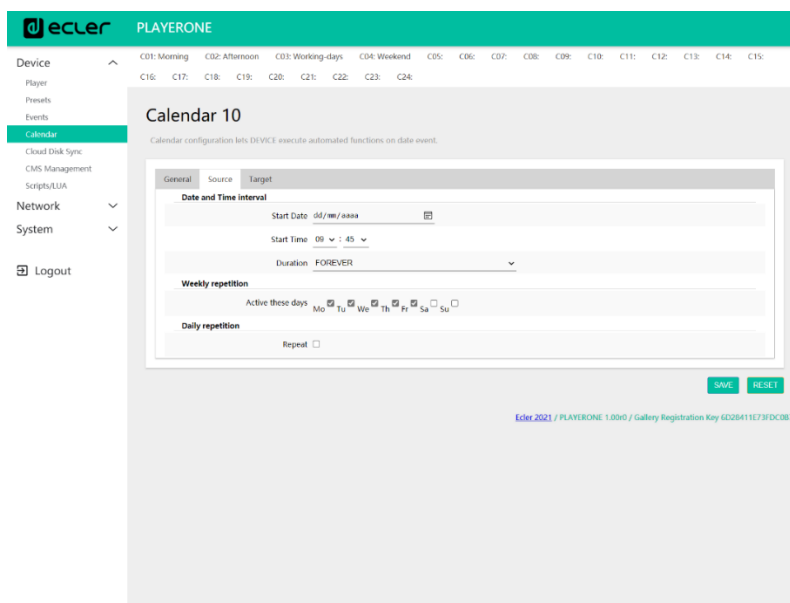 ecler
PLAYERONE
Device
Player
Presets
Events
Calendar
Cloud Disk Sync
CMS Management
Scripts/LUA
Network
System
Logout
C01: Morning C02: Afternoon C03: Working-days C04: Weekend C05: C06: C07: C08: C09: C10: C11: C12: C13: C14: C15:
C16: C17: C18: C19: C20: C21: C22: C23: C24:
Calendar 10
Calendar configuration lets DEVICE execute automated functions on date event.
General Source Target
Date and Time interval
Start Date dd/mm/aaaa
Start Time 09 : 45
Duration FOREVER
Weekly repetition
Active these days Mo Tu We Th Fr Sa Su
Daily repetition
Repeat
SAVE RESET
Ecler 2021 / PLAYERONE 1.00r0 / Gallery Registration Key